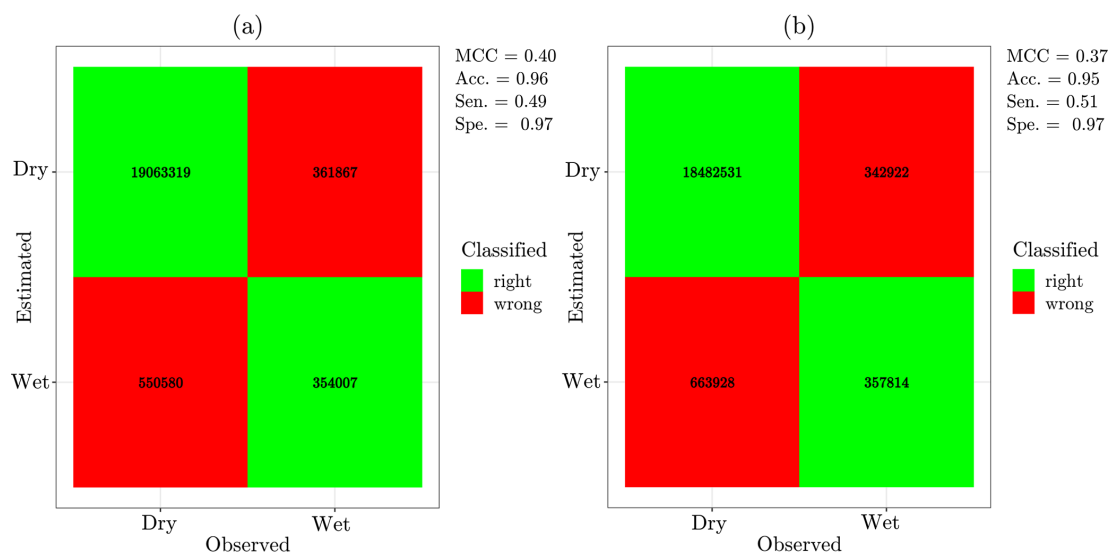 (a)
MCC = 0.40
Acc. = 0.96
Sen. = 0.49
Spe. = 0.97
Dry
19063319
361867
Estimated
Wet
550580
354007
Classified
right
wrong
Dry
Wet
Observed
(b)
MCC = 0.37
Acc. = 0.95
Sen. = 0.51
Spe. = 0.97
Dry
18482531
342922
Estimated
Wet
663928
357814
Classified
right
wrong
Dry
Wet
Observed